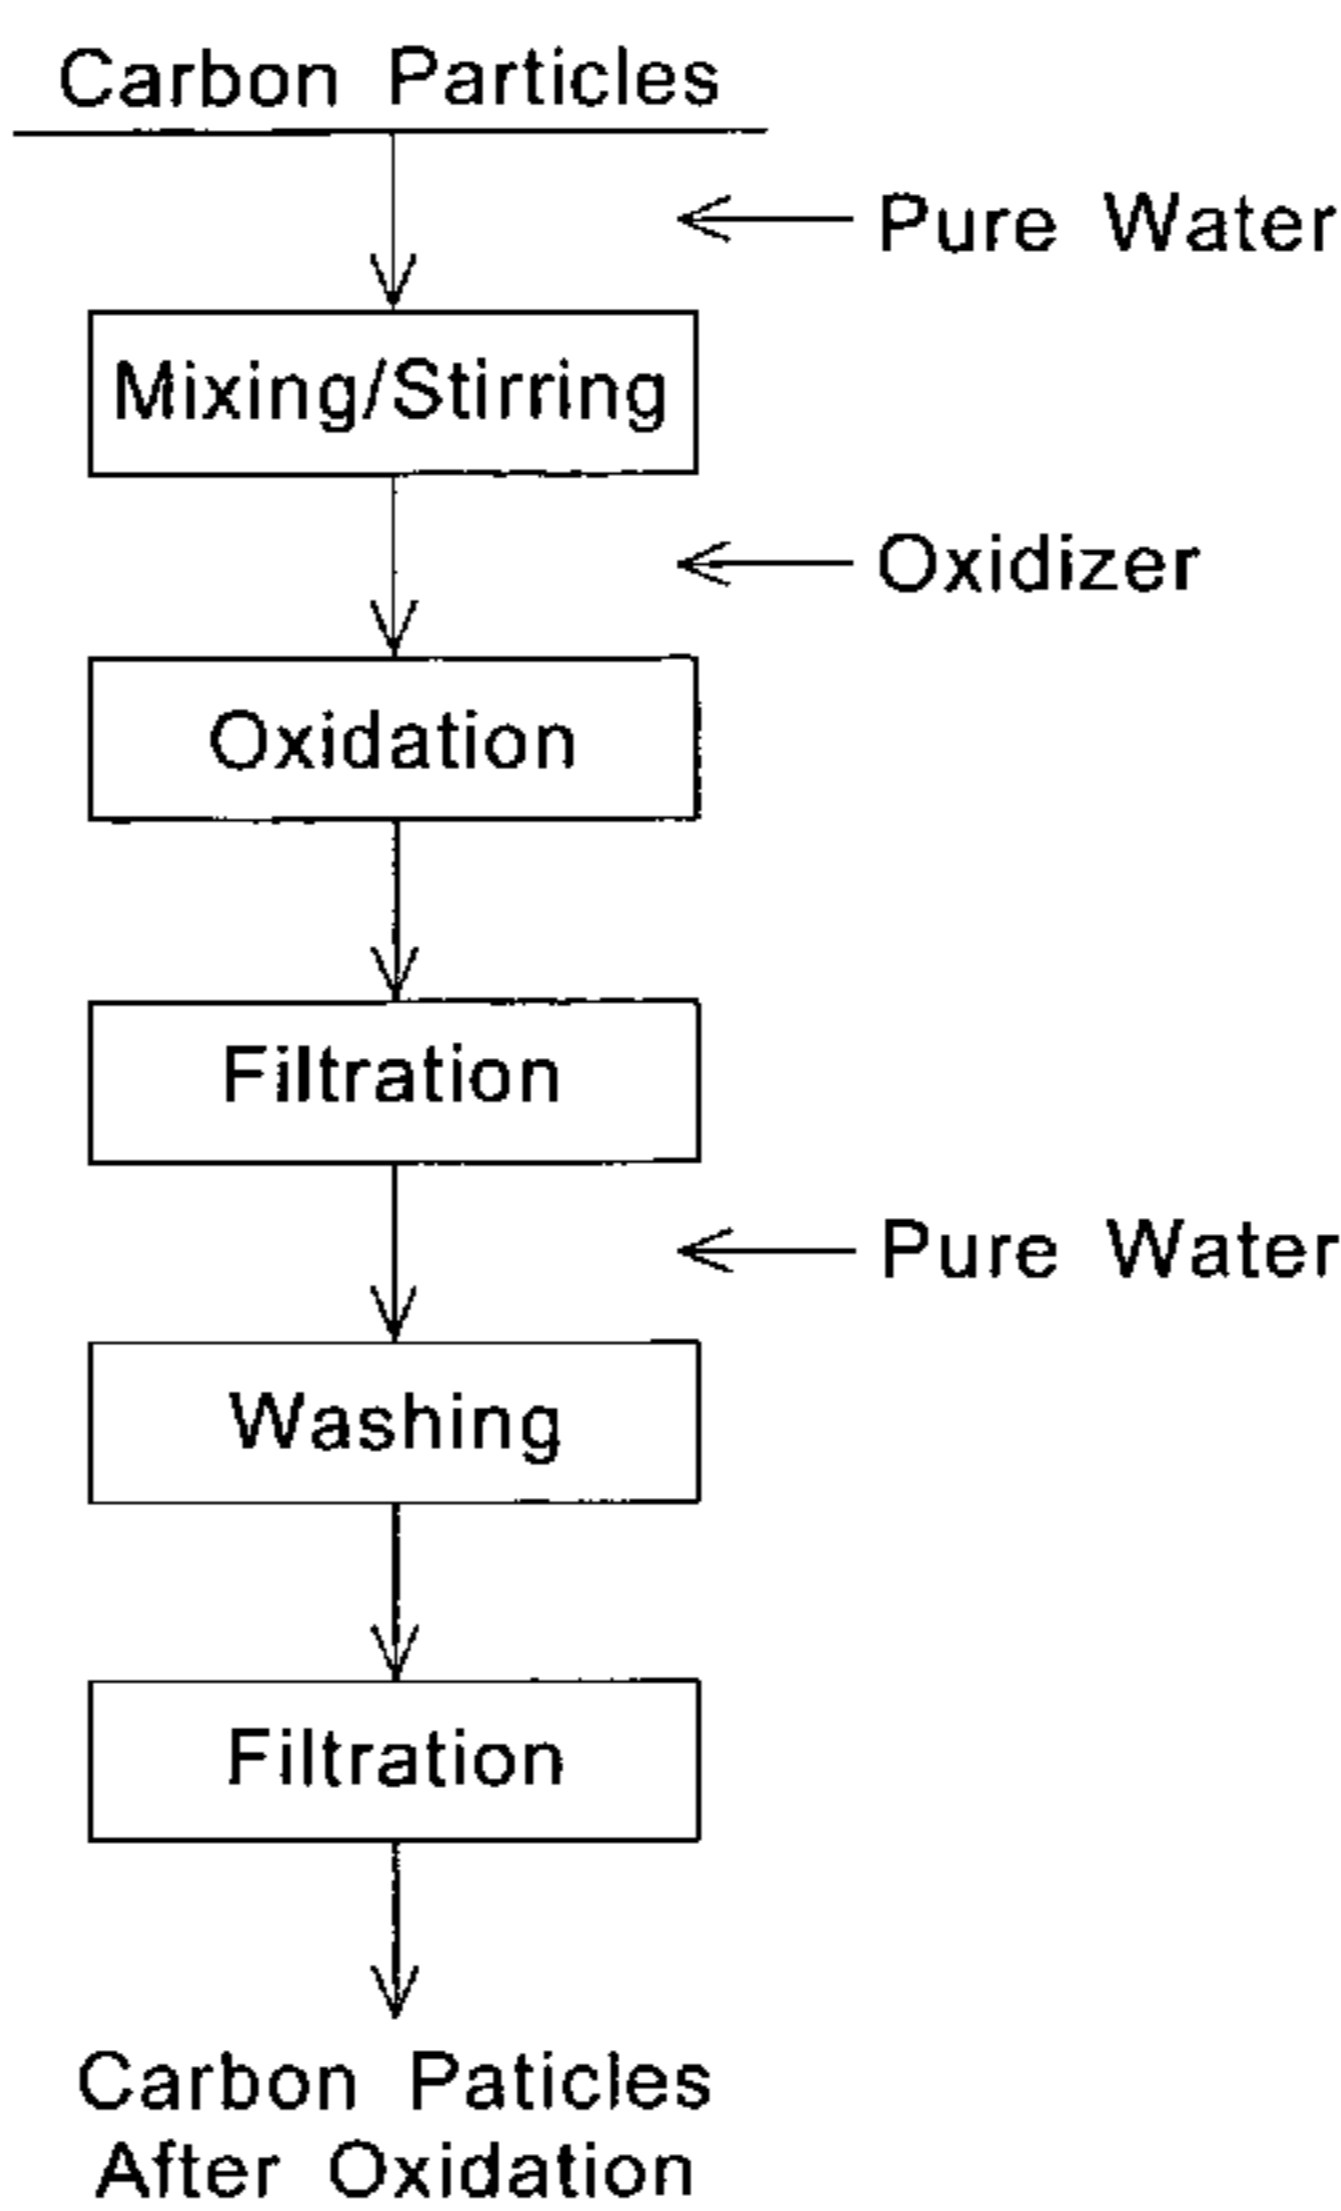 Carbon Particles
Pure Water
Mixing/Stirring
Oxidizer
Oxidation
Filtration
Pure Water
Washing
Filtration
Carbon Paticles
After Oxidation